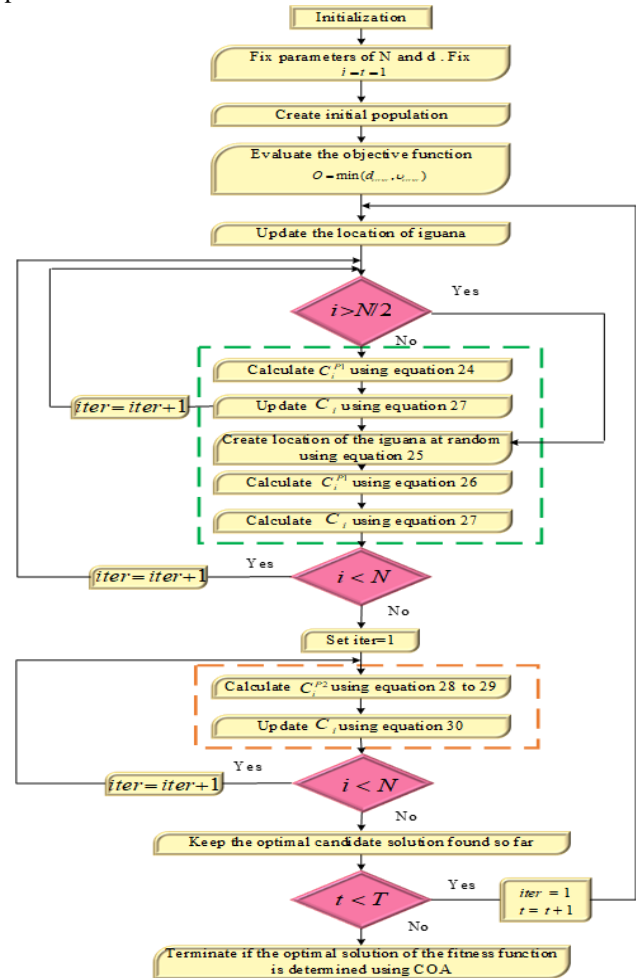 Initialization
Fix parameters of N and d . Fix
i = t = 1
Create initial population
Evaluate the objective function
O = min(
Update the location of iguana
i>N/2
Yes
No
Calculate C_i^{P1} using equation 24
iter = iter+1
Update C_i using equation 27
Create location of the iguana at random
using equation 25
Calculate C_i^{P1} using equation 26
Calculate C_i using equation 27
iter = iter+1
Yes
i < N
No
Set iter=1
Calculate C_i^{P2} using equation 28 to 29
Update C_i using equation 30
iter = iter+1
Yes
i < N
No
Keep the optimal candidate solution found so far
t < T
Yes
iter = 1
t = t+1
No
Terminate if the optimal solution of the fitness function
is determined using COA